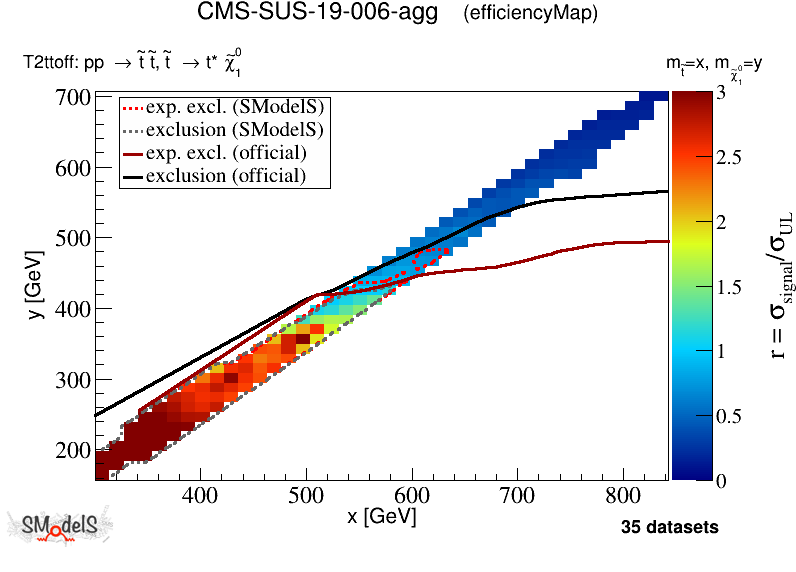 CMS-SUS-19-006-agg (efficiencyMap)
T2ttoff: pp → t̃ t̃, t̃ → t* χ̃₁⁰
m_t̃=x, m_χ̃₁⁰=y
exp. excl. (SModelS)
exclusion (SModelS)
exp. excl. (official)
exclusion (official)
700
600
500
400
300
200
y [GeV]
400 500 600 700 800
x [GeV]
3
2.5
2
1.5
1
0.5
0
r = σ_signal/σ_UL
SModelS
35 datasets